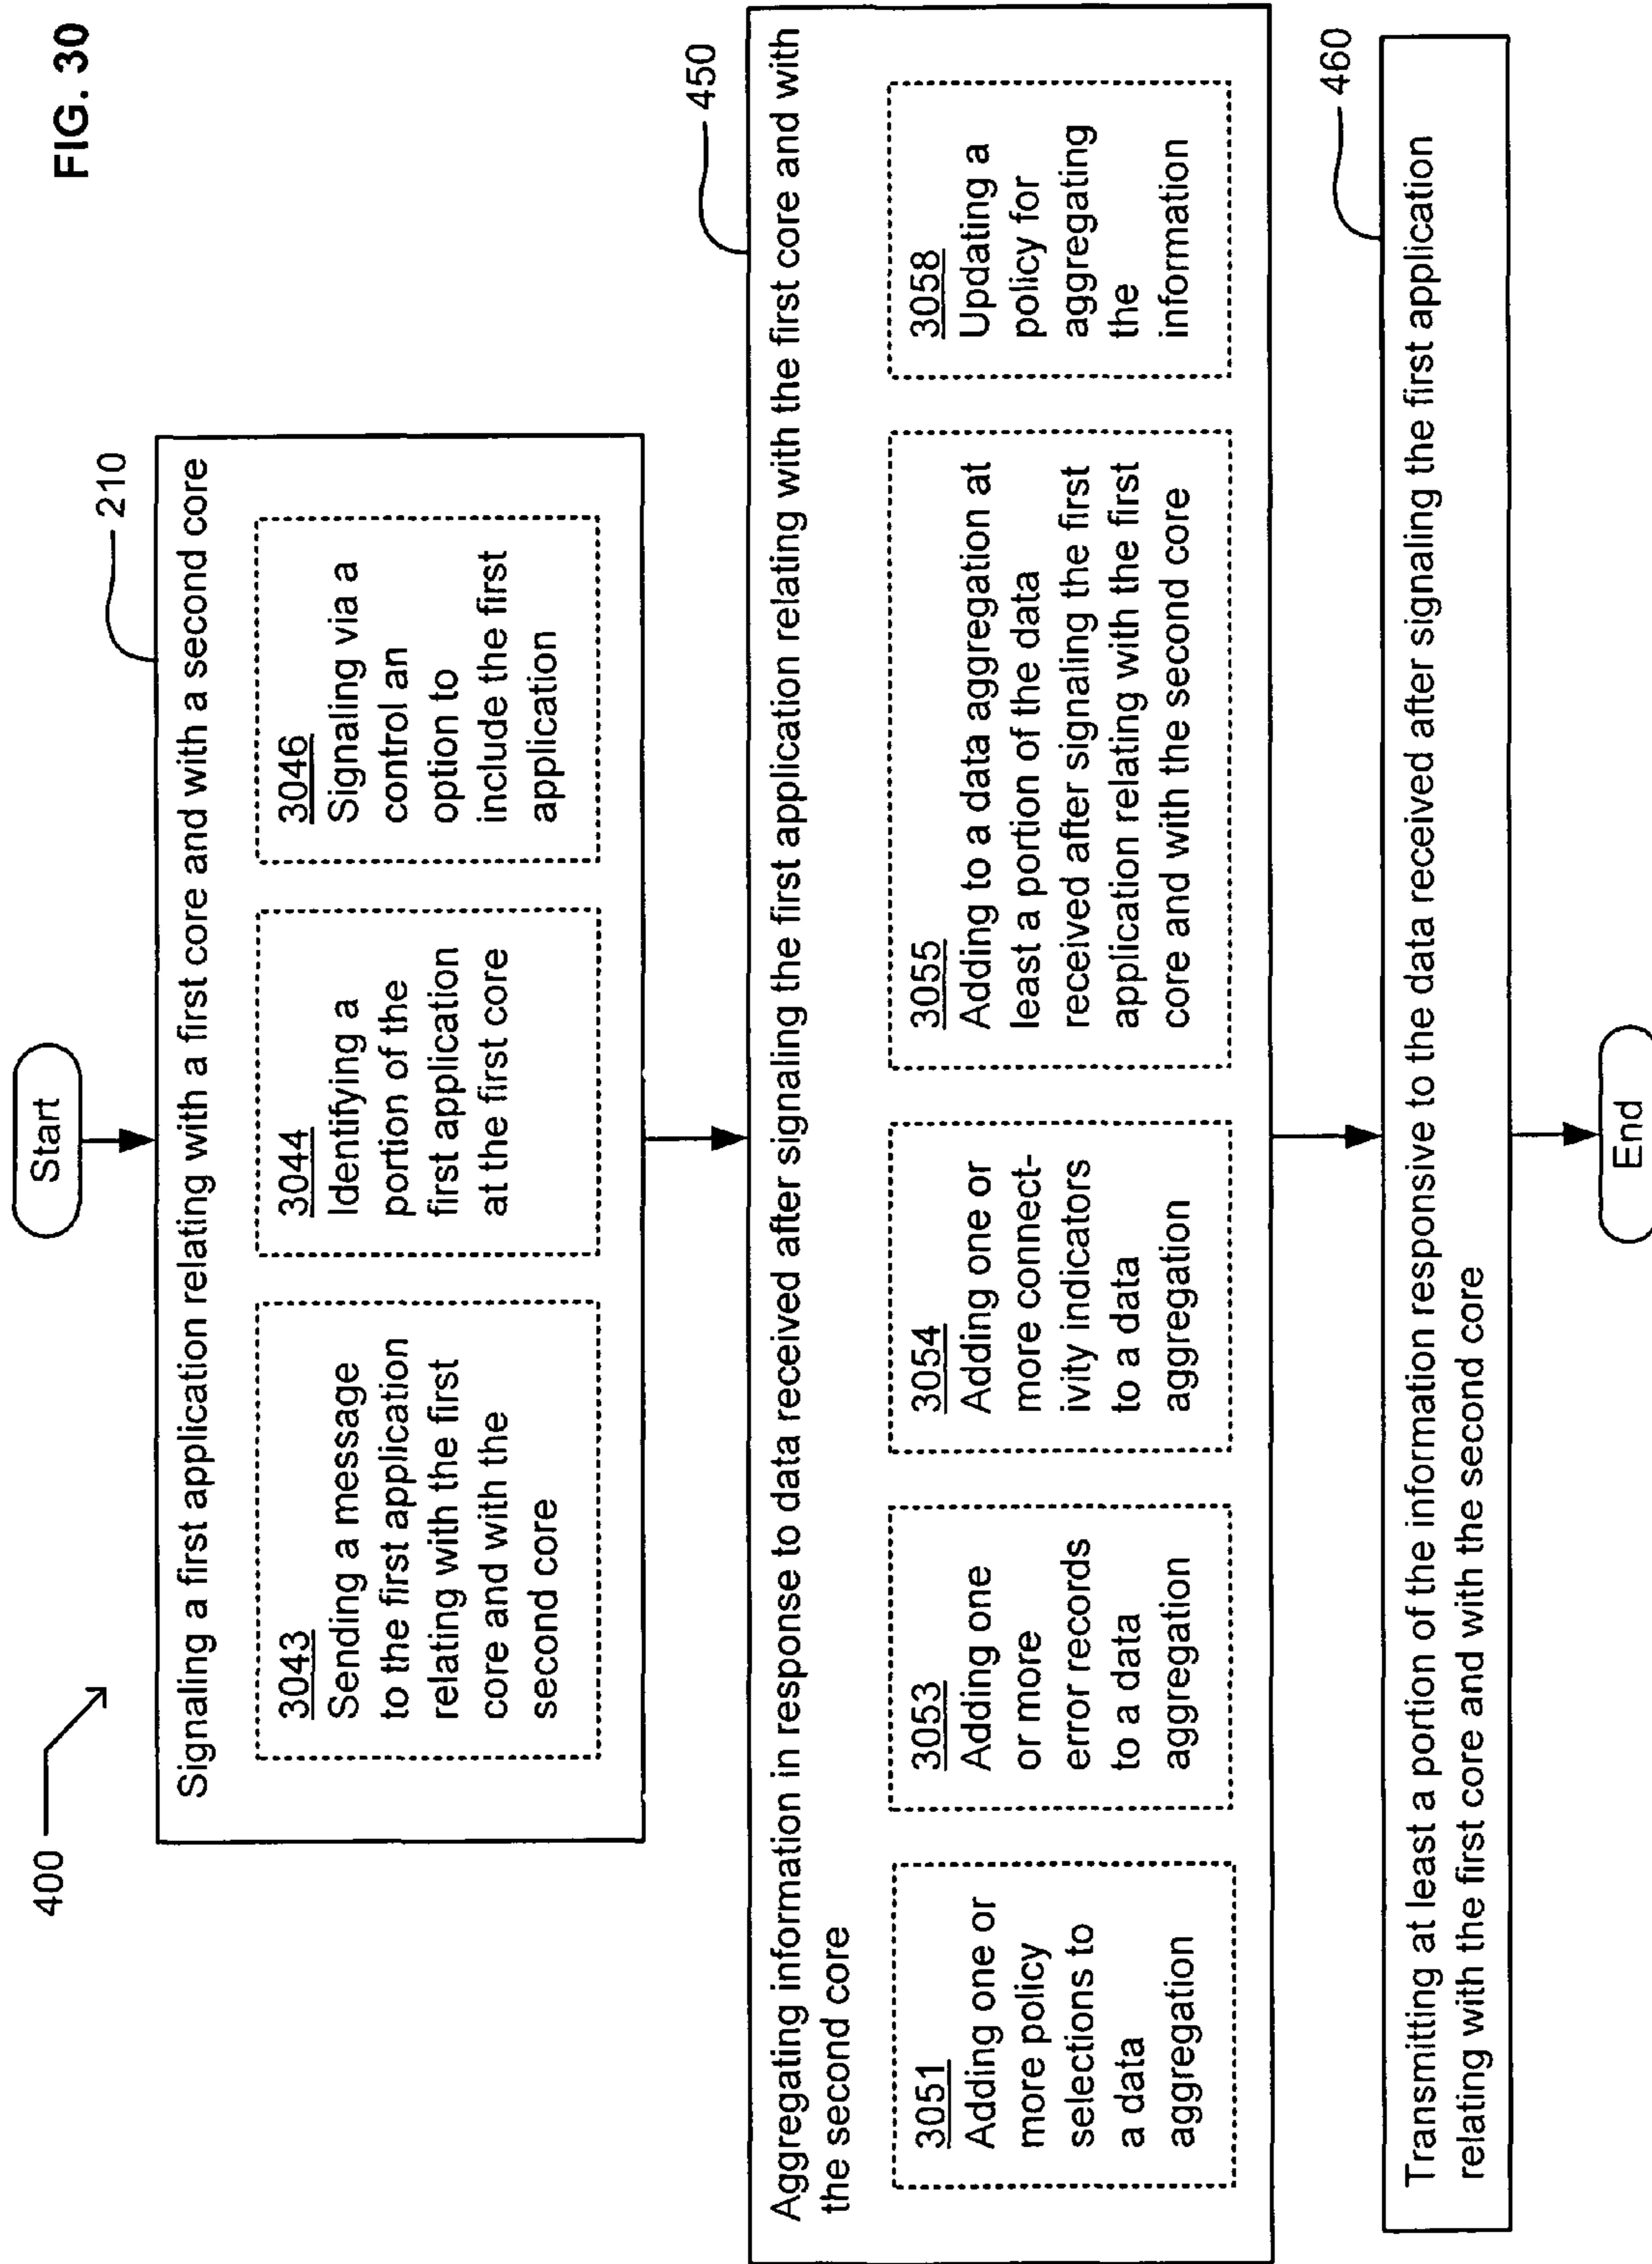 FIG. 30
400
Start
210
Signaling a first application relating with a first core and with a second core
3043
Sending a message
to the first application
relating with the first
core and with the
second core
3044
Identifying a
portion of the
first application
at the first core
3046
Signaling via a
control an
option to
include the first
application
450
Aggregating information in response to data received after signaling the first application relating with the first core and with
the second core
3051
Adding one or
more policy
selections to
a data
aggregation
3053
Adding one
or more
error records
to a data
aggregation
3054
Adding one or
more connect-
ivity indicators
to a data
aggregation
3055
Adding to a data aggregation at
least a portion of the data
received after signaling the first
application relating with the first
core and with the second core
3058
Updating a
policy for
aggregating
the
information
460
Transmitting at least a portion of the information responsive to the data received after signaling the first application
relating with the first core and with the second core
End